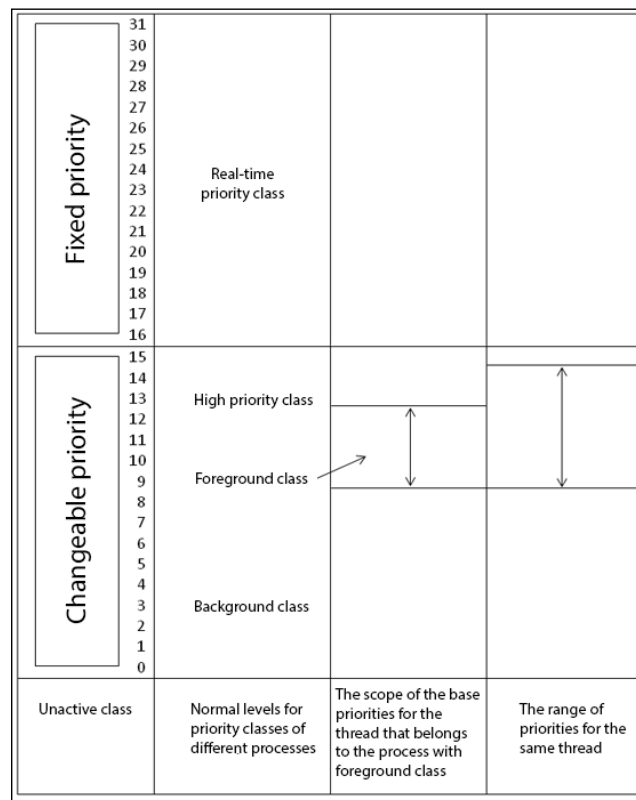 Fixed priority
31
30
29
28
27
26
25
24
23
22
21
20
19
18
17
16
Real-time
priority class
Changeable priority
15
14
13
12
11
10
9
8
7
6
5
4
3
2
1
0
High priority class
Foreground class
Background class
Unactive class
Normal levels for
priority classes of
different processes
The scope of the base
priorities for the
thread that belongs
to the process with
foreground class
The range of
priorities for the
same thread